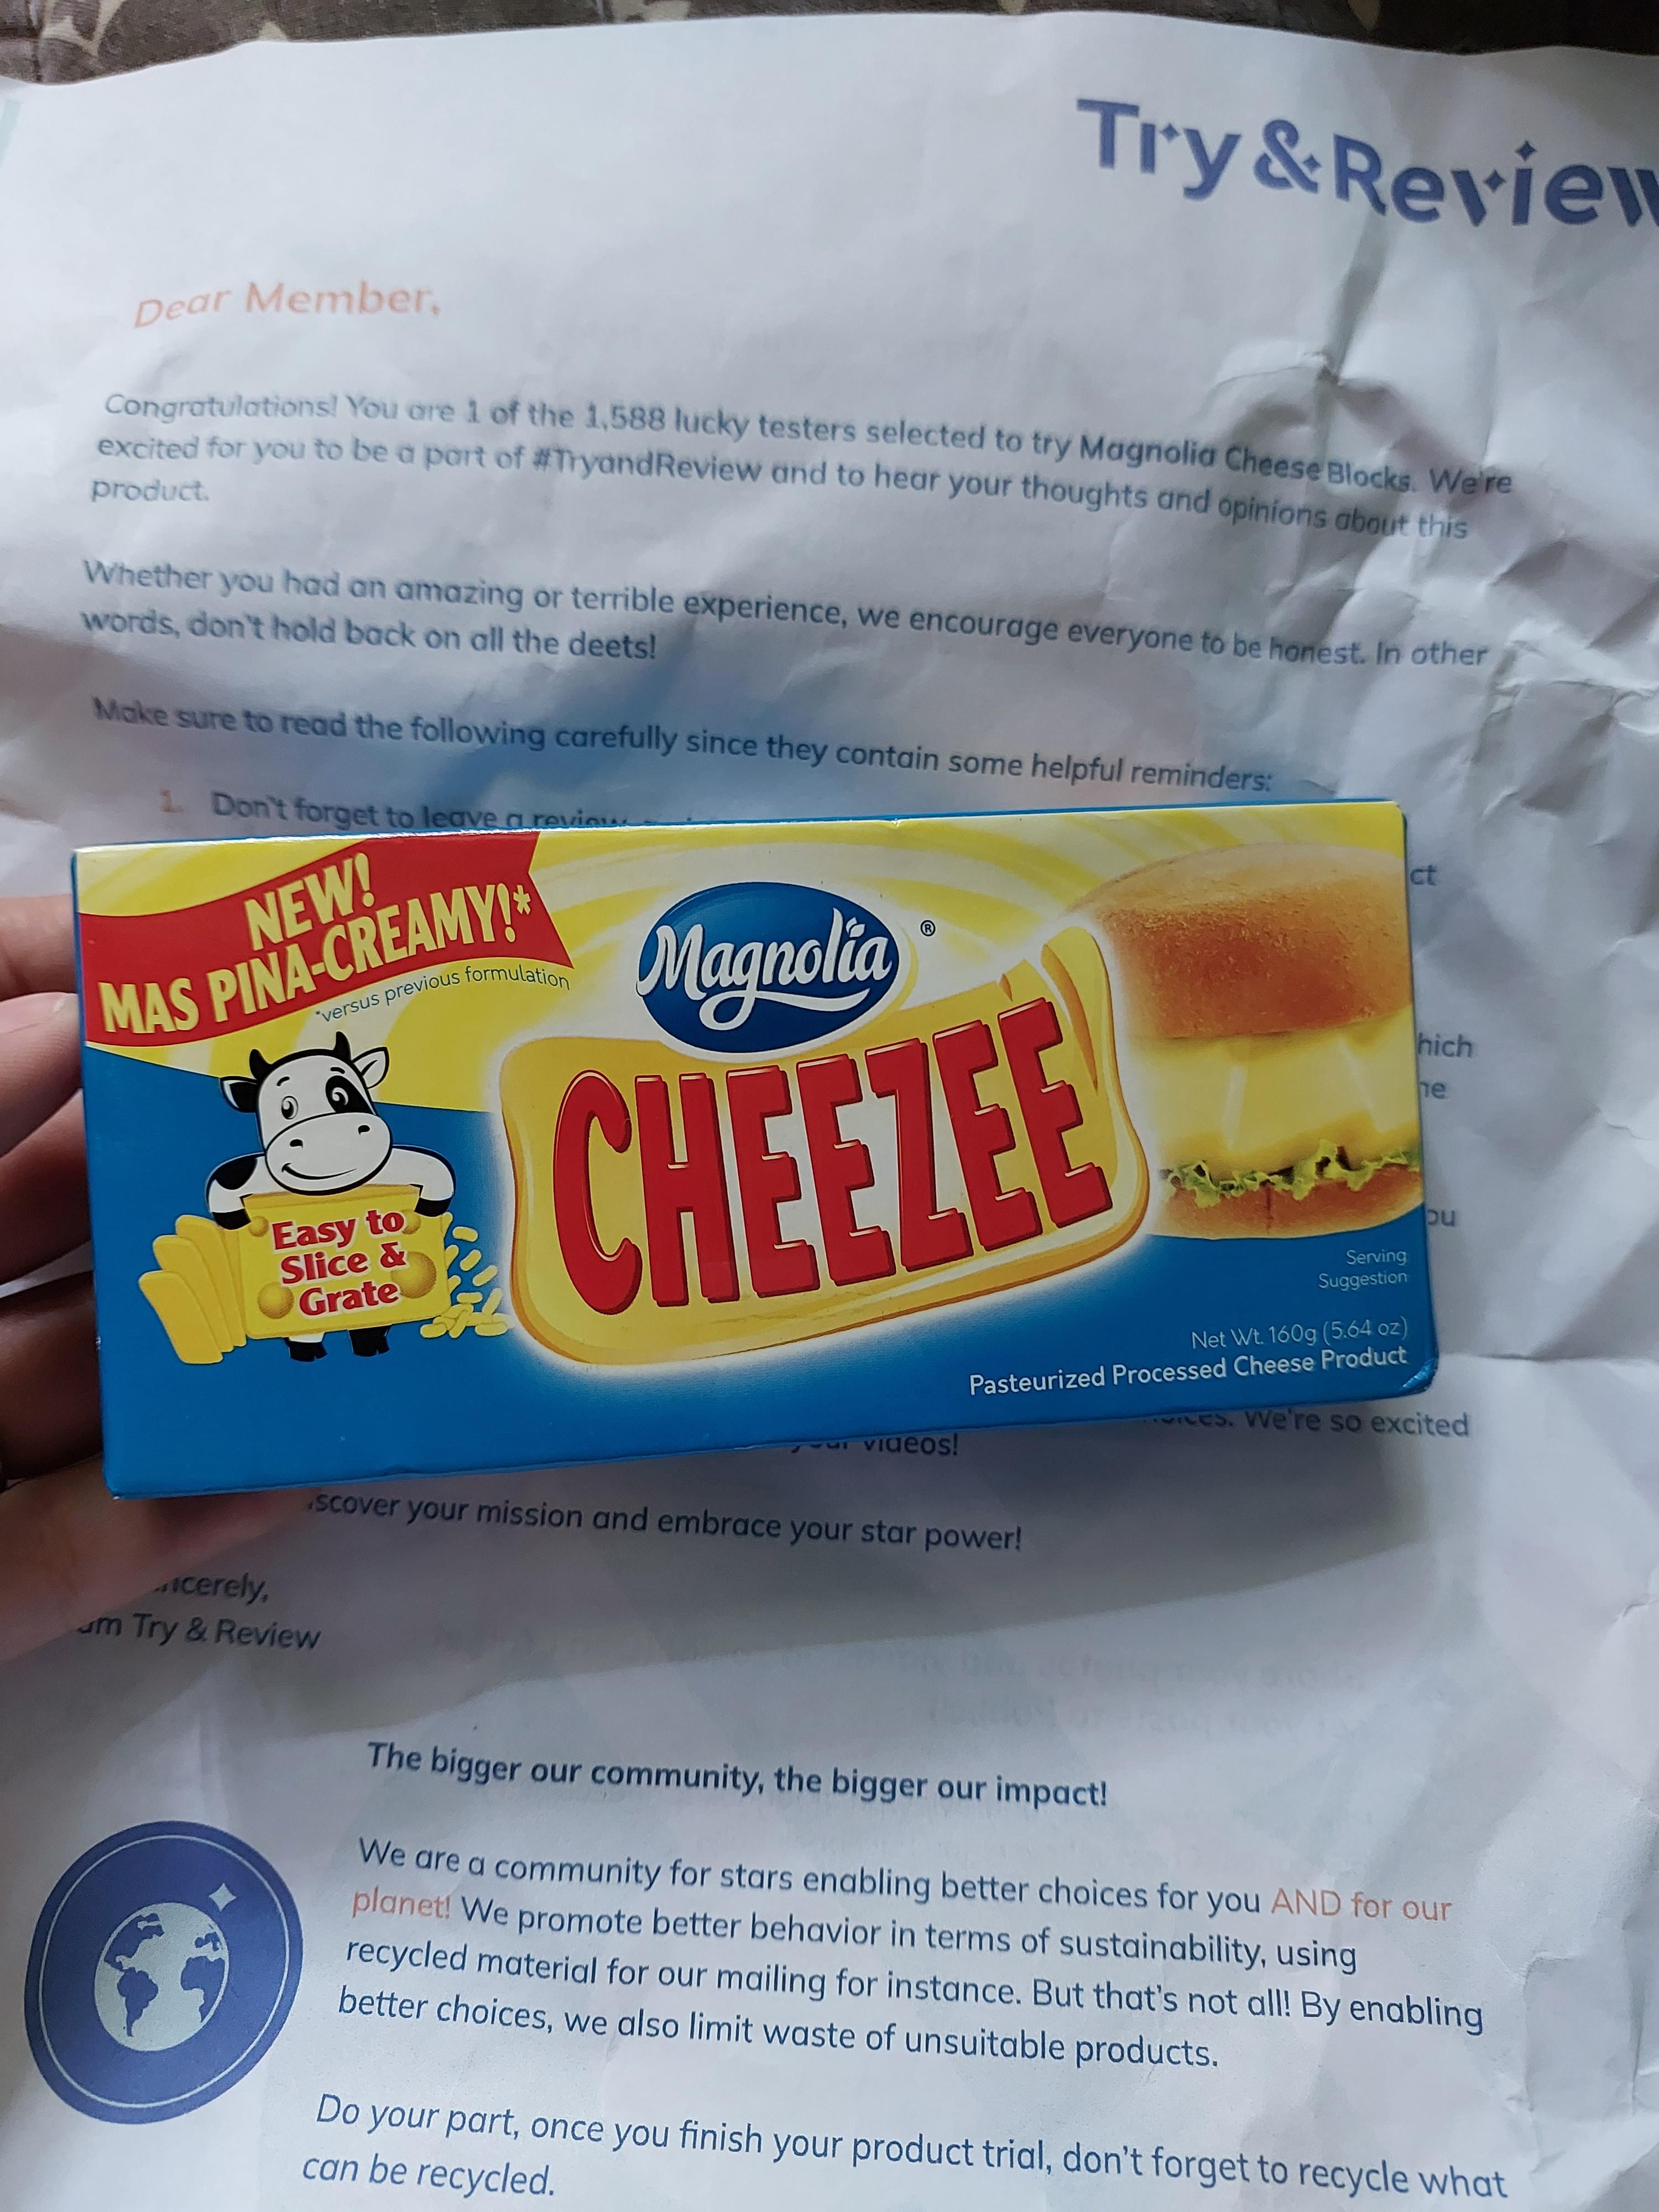 Try & Review
Dear Member,
Congratulations! You are 1 of the 1,588 lucky testers selected to try Magnolia Cheese Blocks. We're
excited for you to be a part of #TryandReview and to hear your thoughts and opinions about this
product.
Whether you had an amazing or terrible experience, we encourage everyone to be honest. In other
words, don't hold back on all the deets!
Make sure to read the following carefully since they contain some helpful reminders:
1. Don't forget to leave a review
NEW!
MAS PINA-CREAMY!*
*versus previous formulation
Magnolia ®
CHEEZEE
Easy to
Slice &
Grate
Serving
Suggestion
Net Wt. 160g (5.64 oz)
Pasteurized Processed Cheese Product
We're so excited
videos!
your mission and embrace your star power!
Try & Review
The bigger our community, the bigger our impact!
We are a community for stars enabling better choices for you AND for our
planet! We promote better behavior in terms of sustainability, using
recycled material for our mailing for instance. But that's not all! By enabling
better choices, we also limit waste of unsuitable products.
Do your part, once you finish your product trial, don't forget to recycle what
can be recycled.